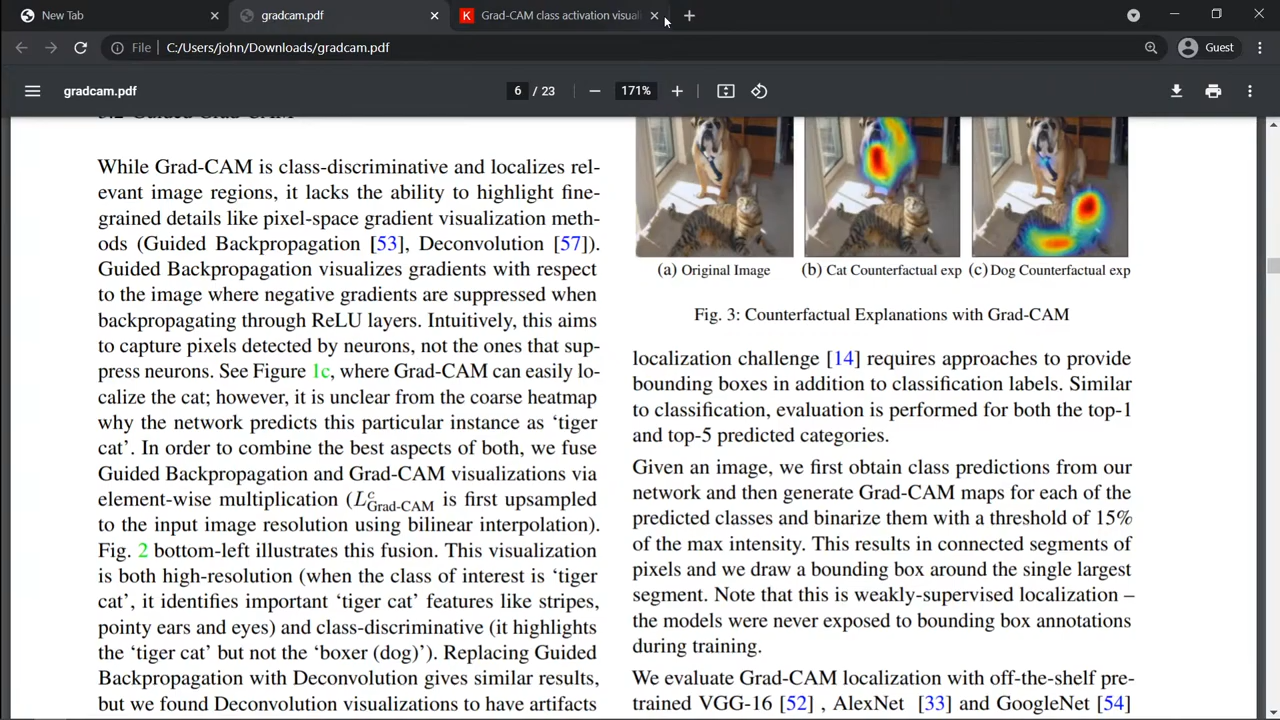 New Tab
gradcam.pdf
K Grad-CAM class activation visual
File
C:/Users/john/Downloads/gradcam.pdf
Guest
gradcam.pdf
6 / 23
171%
3.2 Guided Grad-CAM
While Grad-CAM is class-discriminative and localizes rel-
evant image regions, it lacks the ability to highlight fine-
grained details like pixel-space gradient visualization meth-
ods (Guided Backpropagation [53], Deconvolution [57]).
Guided Backpropagation visualizes gradients with respect
to the image where negative gradients are suppressed when
backpropagating through ReLU layers. Intuitively, this aims
to capture pixels detected by neurons, not the ones that sup-
press neurons. See Figure 1c, where Grad-CAM can easily lo-
calize the cat; however, it is unclear from the coarse heatmap
why the network predicts this particular instance as ‘tiger
cat’. In order to combine the best aspects of both, we fuse
Guided Backpropagation and Grad-CAM visualizations via
element-wise multiplication (L^c_Grad-CAM is first upsampled
to the input image resolution using bilinear interpolation).
Fig. 2 bottom-left illustrates this fusion. This visualization
is both high-resolution (when the class of interest is ‘tiger
cat’, it identifies important ‘tiger cat’ features like stripes,
pointy ears and eyes) and class-discriminative (it highlights
the ‘tiger cat’ but not the ‘boxer (dog)’). Replacing Guided
Backpropagation with Deconvolution gives similar results,
but we found Deconvolution visualizations to have artifacts
(a) Original Image
(b) Cat Counterfactual exp
(c) Dog Counterfactual exp
Fig. 3: Counterfactual Explanations with Grad-CAM
localization challenge [14] requires approaches to provide
bounding boxes in addition to classification labels. Similar
to classification, evaluation is performed for both the top-1
and top-5 predicted categories.
Given an image, we first obtain class predictions from our
network and then generate Grad-CAM maps for each of the
predicted classes and binarize them with a threshold of 15%
of the max intensity. This results in connected segments of
pixels and we draw a bounding box around the single largest
segment. Note that this is weakly-supervised localization –
the models were never exposed to bounding box annotations
during training.
We evaluate Grad-CAM localization with off-the-shelf pre-
trained VGG-16 [52] , AlexNet [33] and GoogleNet [54]